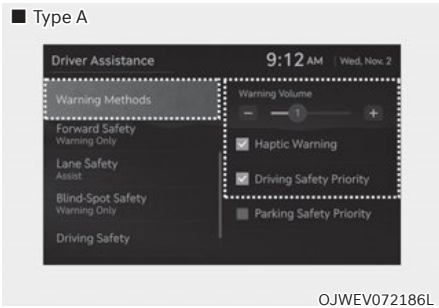 ■ Type A
Driver Assistance
9:12 AM
Wed, Nov. 2
Warning Methods
Forward Safety
Warning Only
Lane Safety
Assist
Blind-Spot Safety
Warning Only
Driving Safety
Warning Volume
1
Haptic Warning
Driving Safety Priority
Parking Safety Priority
OJWEV072186L